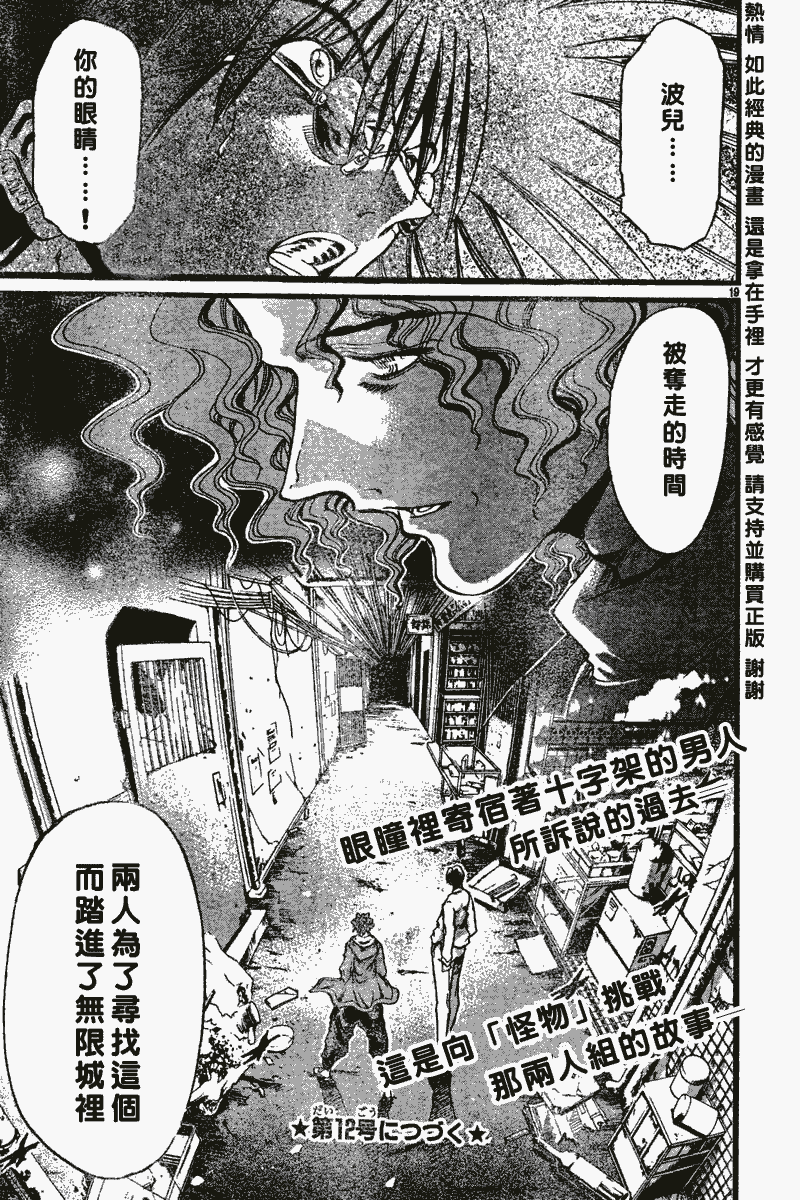 波兒……
你的眼睛……！
19
被奪走的時間
眼瞳裡寄宿著十字架的男人
所訴說的過去—
兩人為了尋找這個
而踏進了無限城裡
這是向「怪物」挑戰
那兩人組的故事—
だい ごう
★第12号につづく★
熱情 如此經典的漫畫 還是拿在手裡 才更有感覺 請支持並購買正版 謝謝